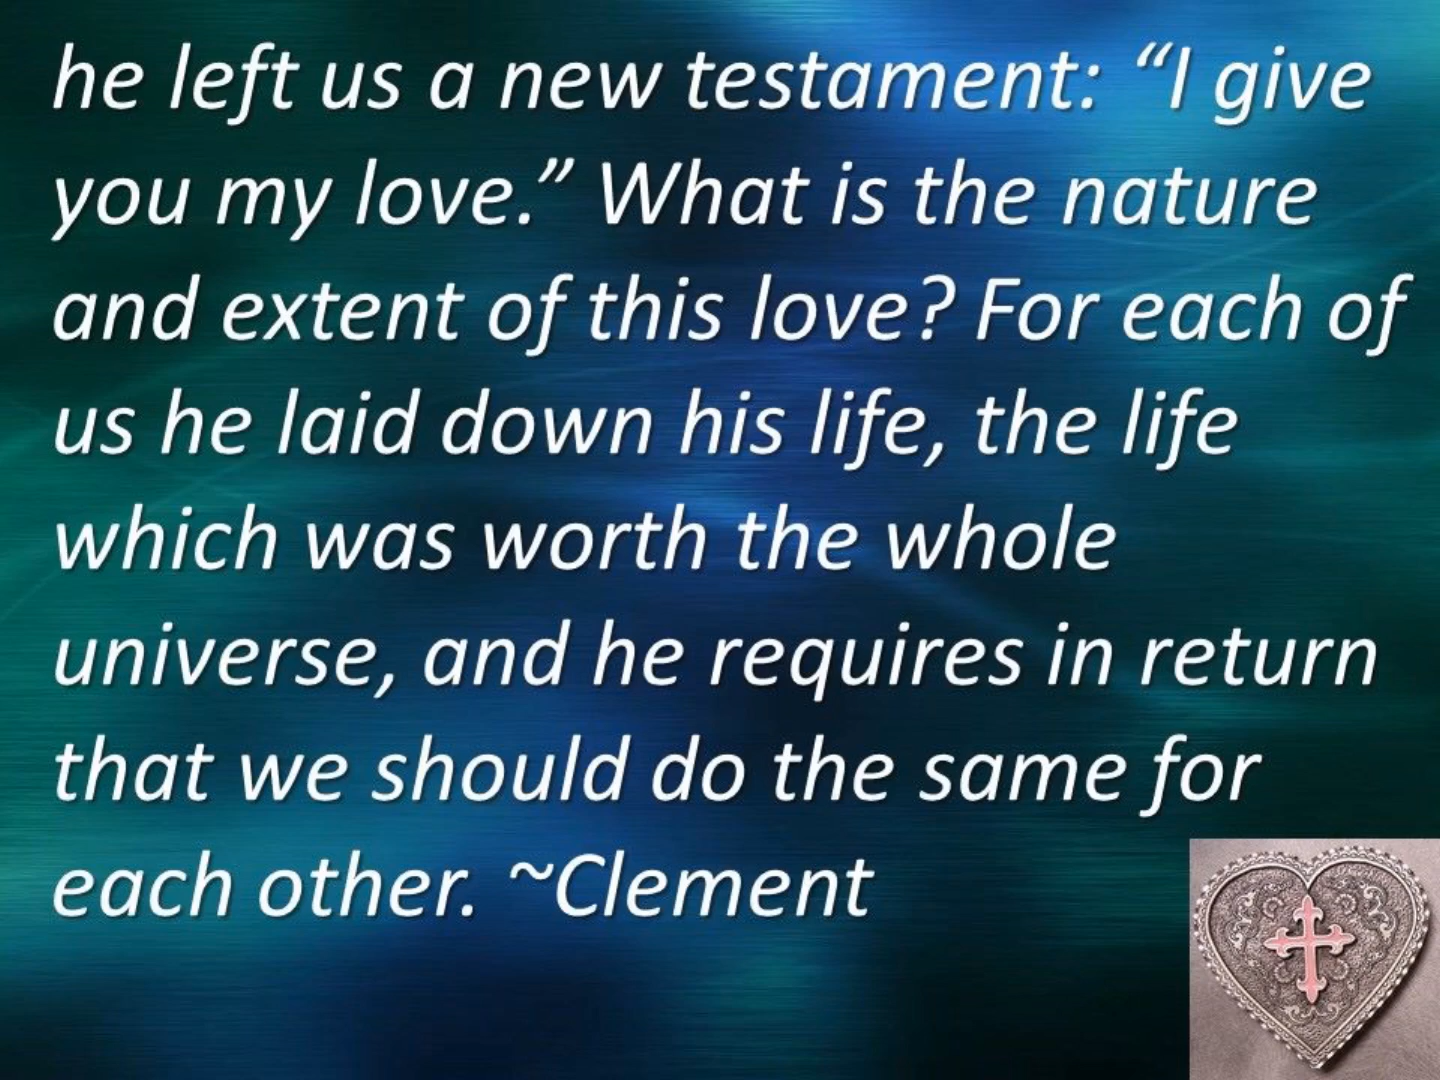 he left us a new testament: “I give
you my love.” What is the nature
and extent of this love? For each of
us he laid down his life, the life
which was worth the whole
universe, and he requires in return
that we should do the same for
each other. ~Clement